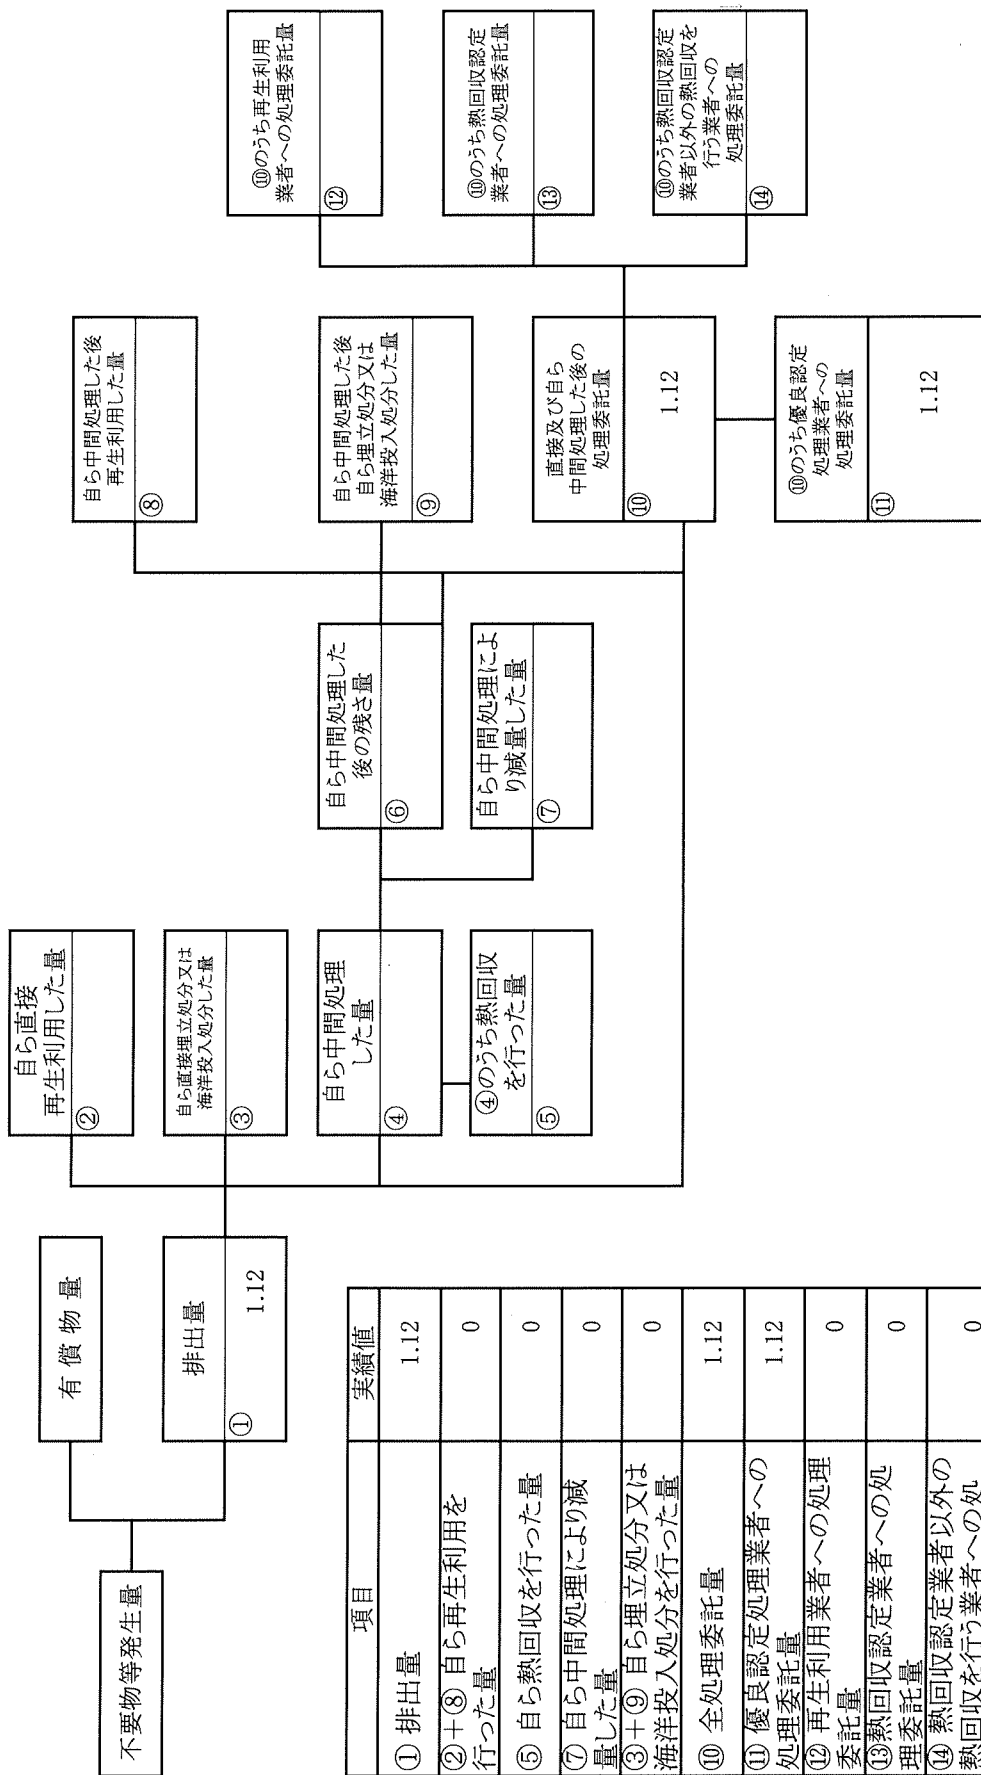 不要物等発生量
有 償 物 量
排出量
①
1.12
自ら直接
再生利用した量
②
自ら直接埋立処分又は
海洋投入処分した量
③
自ら中間処理
した量
④
④のうち熱回収
を行った量
⑤
自ら中間処理した
後の残さ量
⑥
自ら中間処理によ
り減量した量
⑦
自ら中間処理した後
再生利用した量
⑧
自ら中間処理した後
自ら埋立処分又は
海洋投入処分した量
⑨
直接及び自ら
中間処理した後の
処理委託量
⑩
1.12
⑩のうち優良認定
処理業者への
処理委託量
⑪
1.12
⑩のうち再生利用
業者への処理委託量
⑫
⑩のうち熱回収認定
業者への処理委託量
⑬
⑩のうち熱回収認定
業者以外の熱回収を
行う業者への
処理委託量
⑭
項目 実績値
① 排出量 1.12
②+⑧ 自ら再生利用を
行った量 0
⑤ 自ら熱回収を行った量 0
⑦ 自ら中間処理により減
量した量 0
③+⑨ 自ら埋立処分又は
海洋投入処分を行った量 0
⑩ 全処理委託量 1.12
⑪ 優良認定処理業者への
処理委託量 1.12
⑫ 再生利用業者への処理
委託量 0
⑬熱回収認定業者への処
理委託量 0
⑭ 熱回収認定業者以外の
熱回収を行う業者への処 0